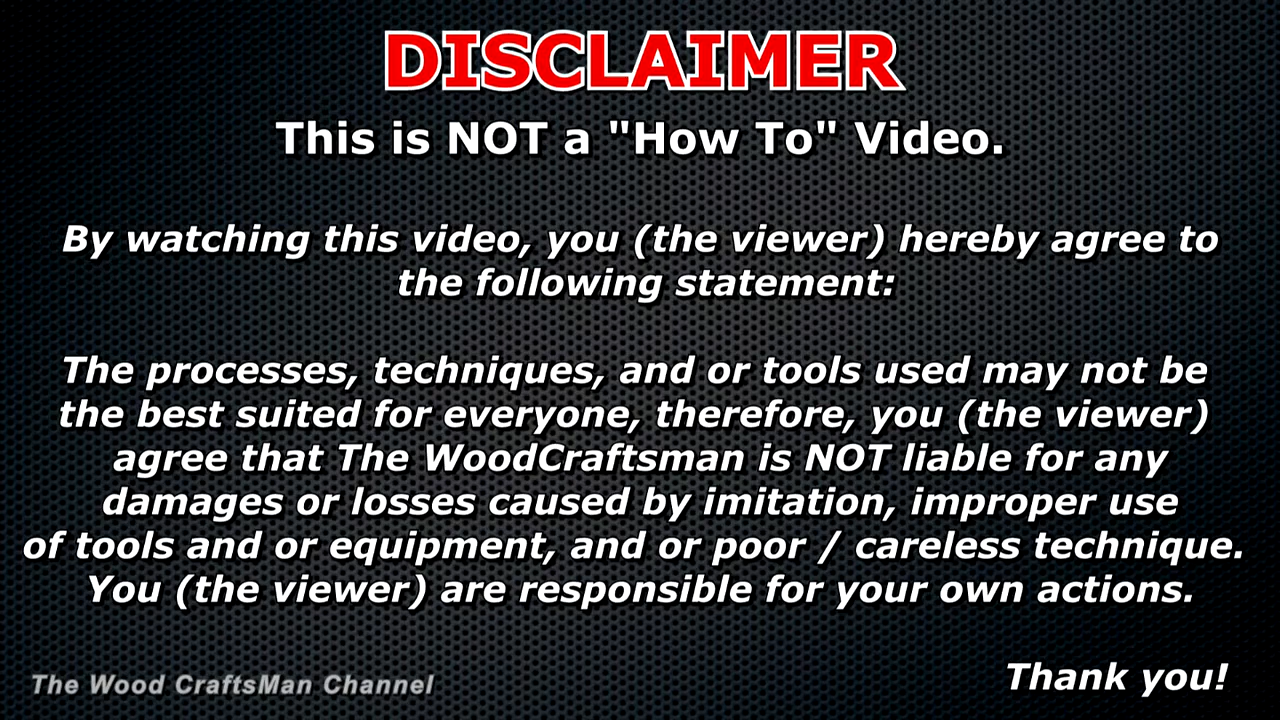 DISCLAIMER
This is NOT a "How To" Video.
By watching this video, you (the viewer) hereby agree to
the following statement:
The processes, techniques, and or tools used may not be
the best suited for everyone, therefore, you (the viewer)
agree that The WoodCraftsman is NOT liable for any
damages or losses caused by imitation, improper use
of tools and or equipment, and or poor / careless technique.
You (the viewer) are responsible for your own actions.
Thank you!
The Wood CraftsMan Channel